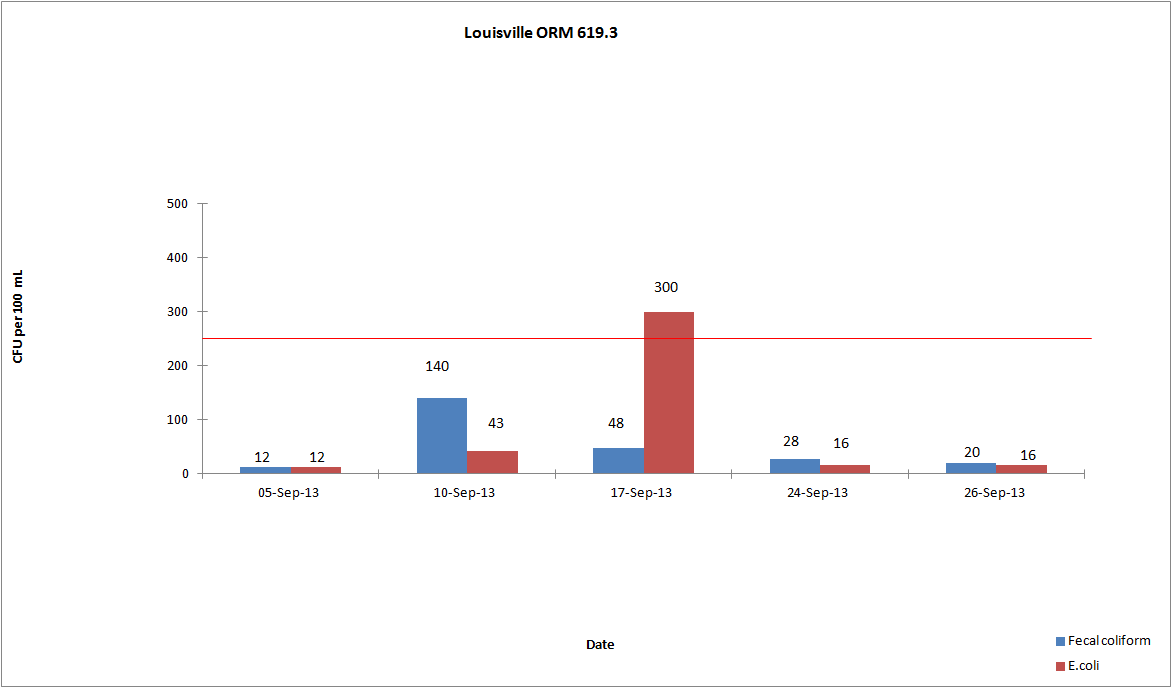 Louisville ORM 619.3
CFU per 100 mL
500
400
300
200
100
0
12
12
140
43
48
300
28
16
20
16
05-Sep-13
10-Sep-13
17-Sep-13
24-Sep-13
26-Sep-13
Date
Fecal coliform
E.coli